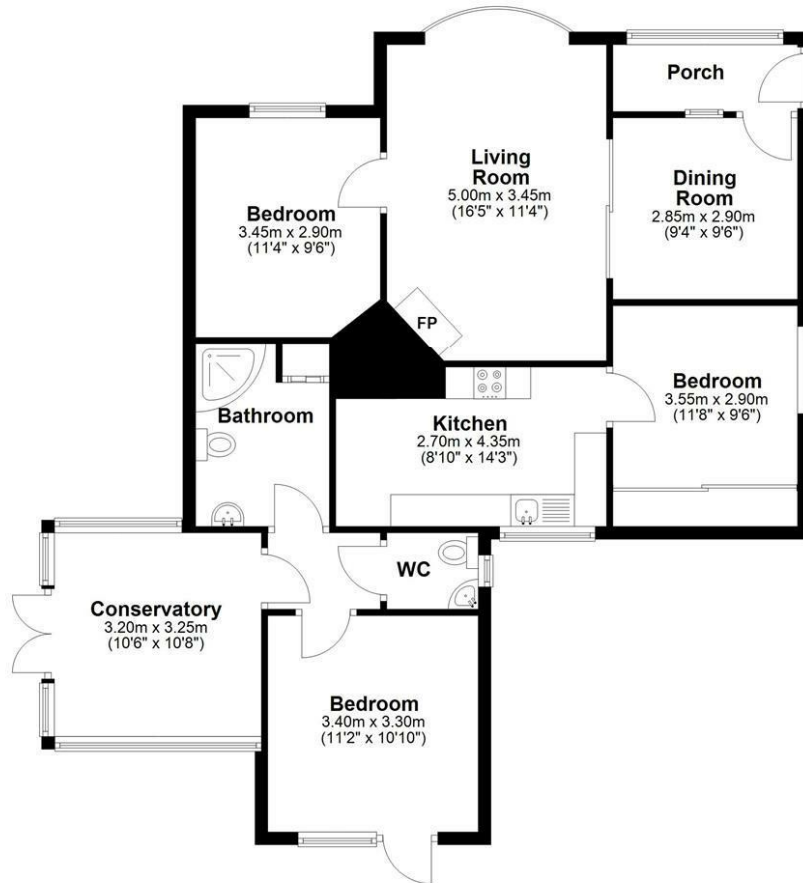 Porch
Living
Room
5.00m x 3.45m
(16'5" x 11'4")
Dining
Room
2.85m x 2.90m
(9'4" x 9'6")
Bedroom
3.45m x 2.90m
(11'4" x 9'6")
FP
Bedroom
3.55m x 2.90m
(11'8" x 9'6")
Bathroom
Kitchen
2.70m x 4.35m
(8'10" x 14'3")
WC
Conservatory
3.20m x 3.25m
(10'6" x 10'8")
Bedroom
3.40m x 3.30m
(11'2" x 10'10")